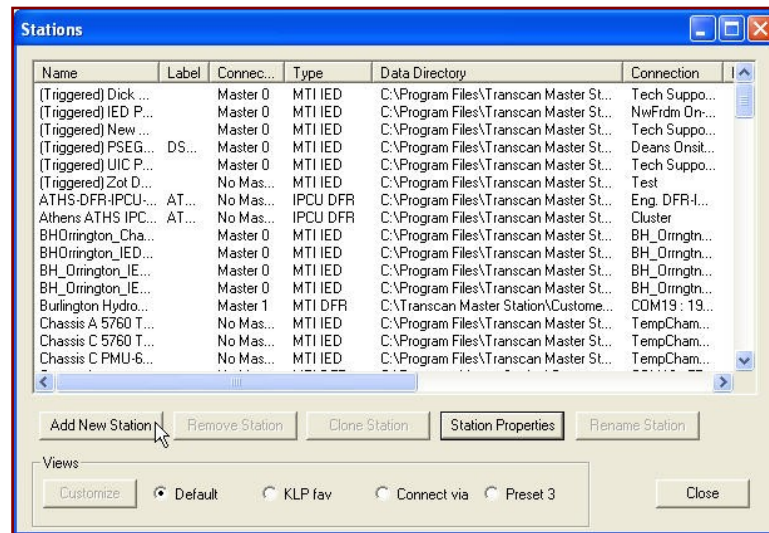 Stations
Name Label Connec... Type Data Directory Connection
(Triggered) Dick ... Master 0 MTI IED C:\Program Files\Transcan Master St... Tech Suppo...
(Triggered) IED P... Master 0 MTI IED C:\Program Files\Transcan Master St... NwFrdm On-...
(Triggered) New ... Master 0 MTI IED C:\Program Files\Transcan Master St... Tech Suppo...
(Triggered) PSEG... DS... Master 0 MTI IED C:\Program Files\Transcan Master St... Deans Onsit...
(Triggered) UIC P... Master 0 MTI IED C:\Program Files\Transcan Master St... Tech Suppo...
(Triggered) Zot D... No Mas... MTI IED C:\Program Files\Transcan Master St... Test
ATHS-DFR-IPCU-... AT... No Mas... IPCU DFR C:\Program Files\Transcan Master St... Eng. DFR-I...
Athens ATHS IPC... AT... No Mas... IPCU DFR C:\Program Files\Transcan Master St... Cluster
BHOrrington_Cha... Master 0 MTI IED C:\Program Files\Transcan Master St... BH_Orrngtn...
BHOrrington_IED... Master 0 MTI IED C:\Program Files\Transcan Master St... BH_Orrngtn...
BH_Orrington_IE... Master 0 MTI IED C:\Program Files\Transcan Master St... BH_Orrngtn...
BH_Orrington_IE... Master 0 MTI IED C:\Program Files\Transcan Master St... BH_Orrngtn...
Burlington Hydro... Master 1 MTI DFR C:\Transcan Master Station\Custome... COM19 : 19...
Chassis A 5760 T... No Mas... MTI IED C:\Program Files\Transcan Master St... TempCham...
Chassis C 5760 T... No Mas... MTI IED C:\Program Files\Transcan Master St... TempCham...
Chassis C PMU-6... No Mas... MTI IED C:\Program Files\Transcan Master St... TempCham...
Add New Station Remove Station Clone Station Station Properties Rename Station
Views
Customize Default KLP fav Connect via Preset 3 Close